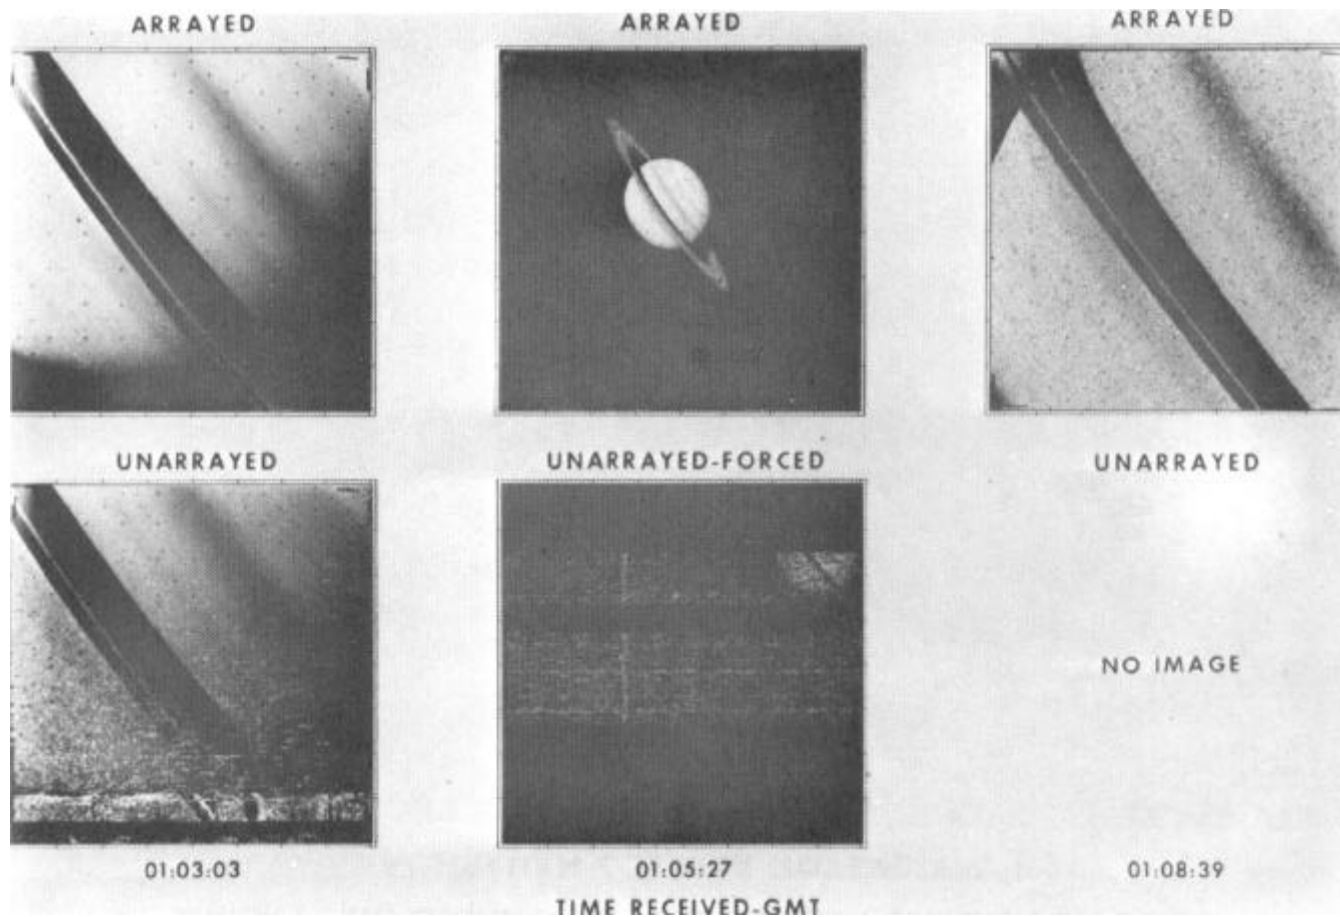 ARRAYED ARRAYED ARRAYED
UNARRAYED UNARRAYED-FORCED UNARRAYED
NO IMAGE
01:03:03 01:05:27 01:08:39
TIME RECEIVED-GMT